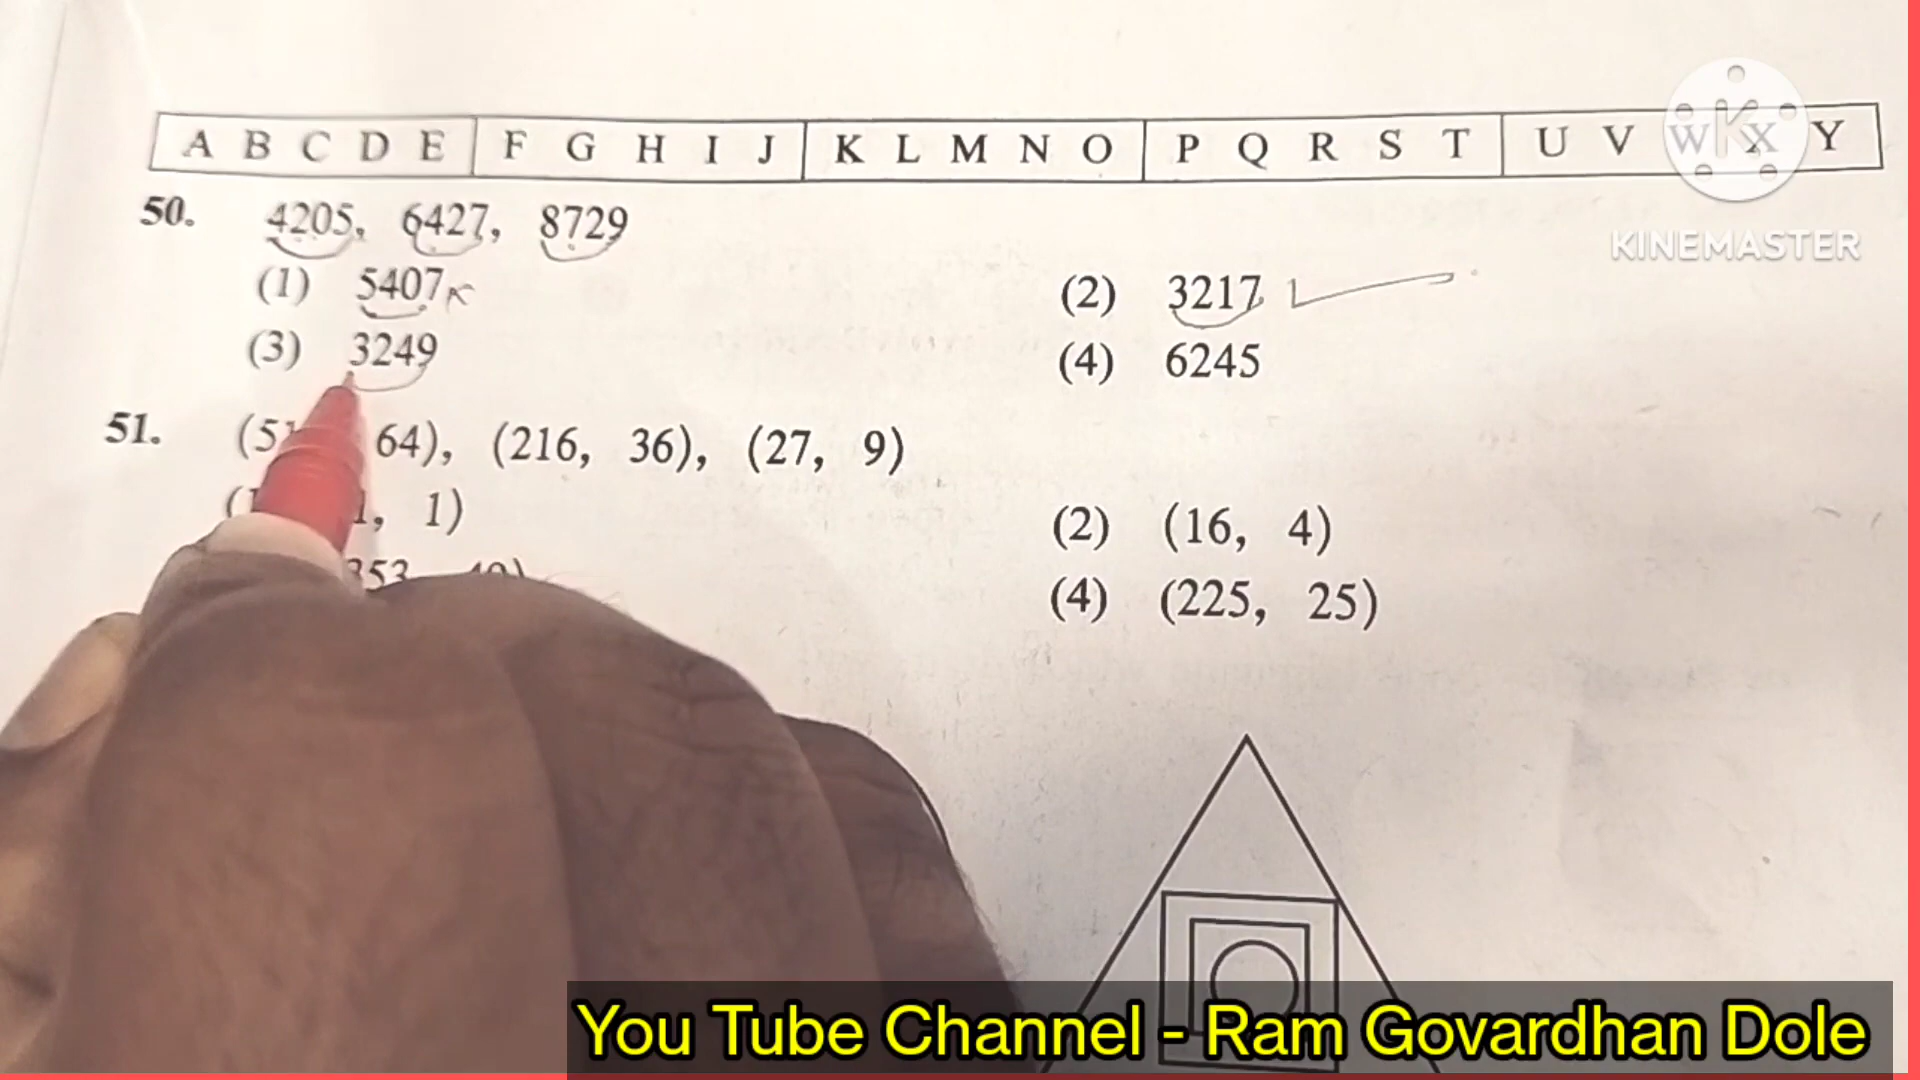 A B C D E F G H I J K L M N O P Q R S T U V W X Y
KINEMASTER
50. 4205, 6427, 8729
(1) 5407 (2) 3217
(3) 3249 (4) 6245
51. (5 64), (216, 36), (27, 9)
1) (2) (16, 4)
(4) (225, 25)
You Tube Channel - Ram Govardhan Dole